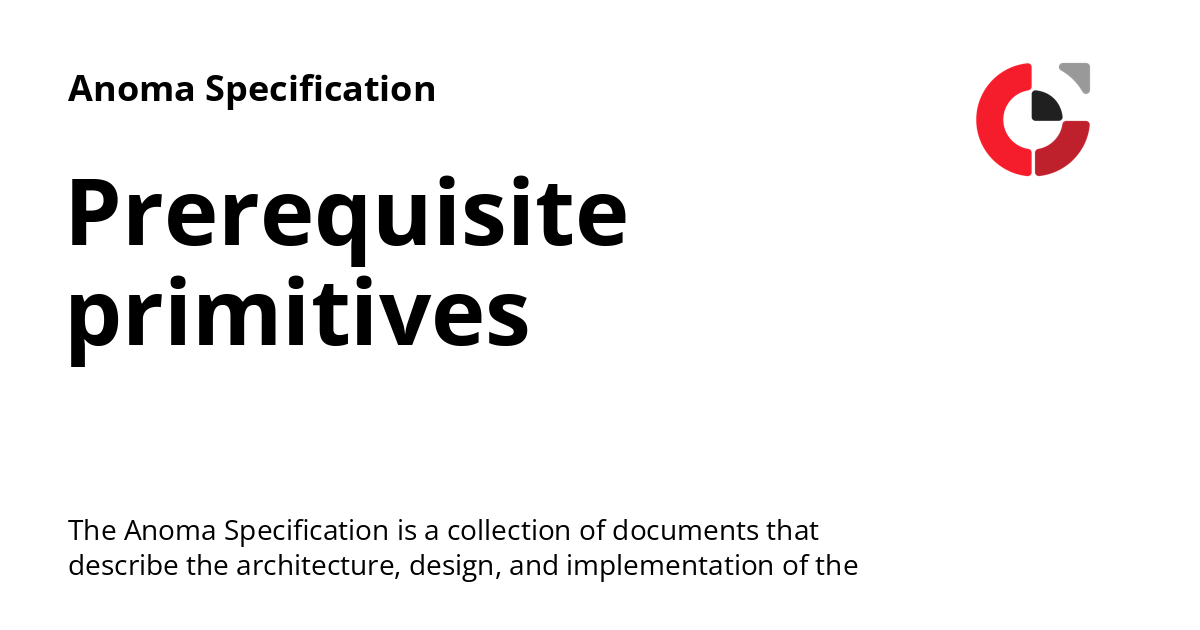 Anoma Specification
Prerequisite
primitives
The Anoma Specification is a collection of documents that
describe the architecture, design, and implementation of the